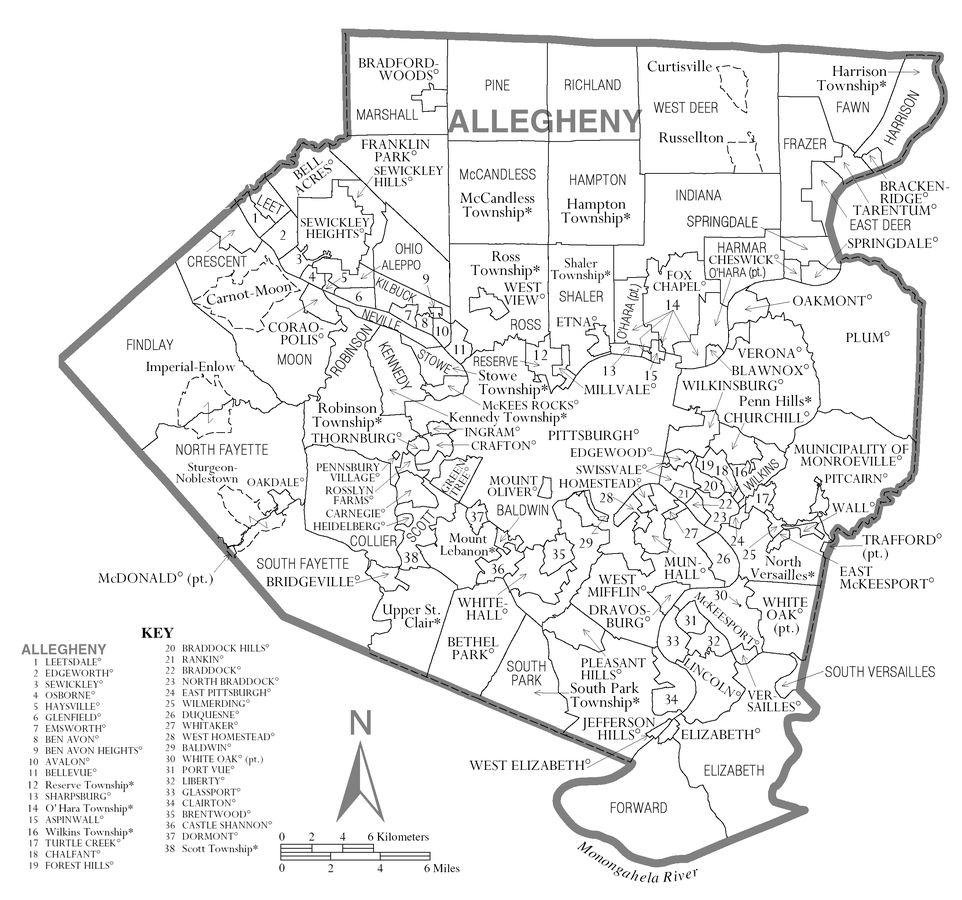 BRADFORD-
WOODS°
MARSHALL
PINE
RICHLAND
ALLEGHENY
Curtisville
WEST DEER
Russellton
Harrison
Township*
FAWN
HARRISON
FRAZER
FRANKLIN
PARK°
SEWICKLEY
HILLS°
BELL
ACRES°
LEET
1
2
SEWICKLEY
HEIGHTS°
McCANDLESS
McCandless
Township*
HAMPTON
Hampton
Township*
INDIANA
SPRINGDALE
BRACKEN-
RIDGE°
TARENTUM°
EAST DEER
SPRINGDALE°
CRESCENT
3
4
5
6
OHIO
ALEPPO
KILBUCK
9
7
8
10
11
NEVILLE
Ross
Township*
WEST
VIEW°
ROSS
Shaler
Township*
SHALER
ETNA°
O'HARA (pt.)
FOX
CHAPEL°
14
HARMAR
CHESWICK°
O'HARA (pt.)
OAKMONT°
PLUM°
Carnot-Moon
CORAO-
POLIS°
MOON
FINDLAY
Imperial-Enlow
ROBINSON
KENNEDY
STOWE
Stowe
Township*
McKEES ROCKS°
Kennedy Township*
RESERVE
12
13
15
MILLVALE°
VERONA°
BLAWNOX°
WILKINSBURG°
Penn Hills*
CHURCHILL°
Robinson
Township*
THORNBURG°
INGRAM°
CRAFTON°
PITTSBURGH°
EDGEWOOD°
SWISSVALE°
HOMESTEAD°
MUNICIPALITY OF
MONROEVILLE°
PITCAIRN°
WALL°
NORTH FAYETTE
Sturgeon-
Noblestown
OAKDALE°
PENNSBURY
VILLAGE°
ROSSLYN
FARMS°
CARNEGIE°
HEIDELBERG°
COLLIER
GREEN
TREE°
SCOTT
MOUNT
OLIVER°
BALDWIN
37
Mount
Lebanon*
38
36
35
29
28
27
21
22
23
24
25
26
19
18
16
20
17
WILKINS
TRAFFORD°
(pt.)
EAST
McKEESPORT°
North
Versailles*
McDONALD° (pt.)
SOUTH FAYETTE
BRIDGEVILLE°
Upper St.
Clair*
WHITE-
HALL°
BETHEL
PARK°
SOUTH
PARK
WEST
MIFFLIN°
DRAVOS-
BURG°
MUN-
HALL°
McKEESPORT°
30
31
32
33
34
WHITE
OAK°
(pt.)
LINCOLN°
VER-
SAILLES°
SOUTH VERSAILLES
PLEASANT
HILLS°
South Park
Township*
JEFFERSON
HILLS°
ELIZABETH°
WEST ELIZABETH°
ELIZABETH
FORWARD
Monongahela River
KEY
ALLEGHENY
1 LEETSDALE°
2 EDGEWORTH°
3 SEWICKLEY°
4 OSBORNE°
5 HAYSVILLE°
6 GLENFIELD°
7 EMSWORTH°
8 BEN AVON°
9 BEN AVON HEIGHTS°
10 AVALON°
11 BELLEVUE°
12 Reserve Township*
13 SHARPSBURG°
14 O'Hara Township*
15 ASPINWALL°
16 Wilkins Township*
17 TURTLE CREEK°
18 CHALFANT°
19 FOREST HILLS°
20 BRADDOCK HILLS°
21 RANKIN°
22 BRADDOCK°
23 NORTH BRADDOCK°
24 EAST PITTSBURGH°
25 WILMERDING°
26 DUQUESNE°
27 WHITAKER°
28 WEST HOMESTEAD°
29 BALDWIN°
30 WHITE OAK° (pt.)
31 PORT VUE°
32 LIBERTY°
33 GLASSPORT°
34 CLAIRTON°
35 BRENTWOOD°
36 CASTLE SHANNON°
37 DORMONT°
38 Scott Township*
N
0 2 4 6 Kilometers
0 2 4 6 Miles